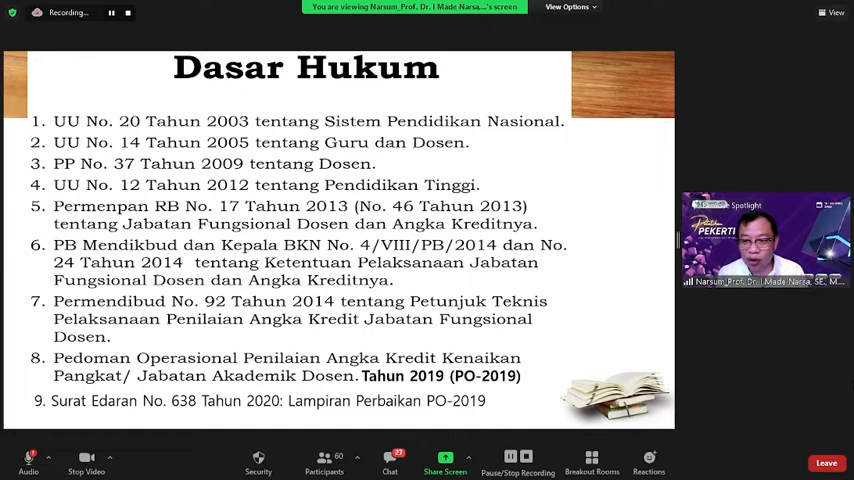 Recording...
You are viewing Narsum_Prof. Dr. I Made Narsa,...'s screen
View Options
View
Dasar Hukum
1. UU No. 20 Tahun 2003 tentang Sistem Pendidikan Nasional.
2. UU No. 14 Tahun 2005 tentang Guru dan Dosen.
3. PP No. 37 Tahun 2009 tentang Dosen.
4. UU No. 12 Tahun 2012 tentang Pendidikan Tinggi.
5. Permenpan RB No. 17 Tahun 2013 (No. 46 Tahun 2013)
tentang Jabatan Fungsional Dosen dan Angka Kreditnya.
6. PB Mendikbud dan Kepala BKN No. 4/VIII/PB/2014 dan No.
24 Tahun 2014 tentang Ketentuan Pelaksanaan Jabatan
Fungsional Dosen dan Angka Kreditnya.
7. Permendibud No. 92 Tahun 2014 tentang Petunjuk Teknis
Pelaksanaan Penilaian Angka Kredit Jabatan Fungsional
Dosen.
8. Pedoman Operasional Penilaian Angka Kredit Kenaikan
Pangkat/ Jabatan Akademik Dosen. Tahun 2019 (PO-2019)
9. Surat Edaran No. 638 Tahun 2020: Lampiran Perbaikan PO-2019
Spotlight
Pelatihan
PEKERTI
Narsum_Prof. Dr. I Made Narsa, SE., M....
Audio
Stop Video
Security
60
Participants
27
Chat
Share Screen
Pause/Stop Recording
Breakout Rooms
Reactions
Leave